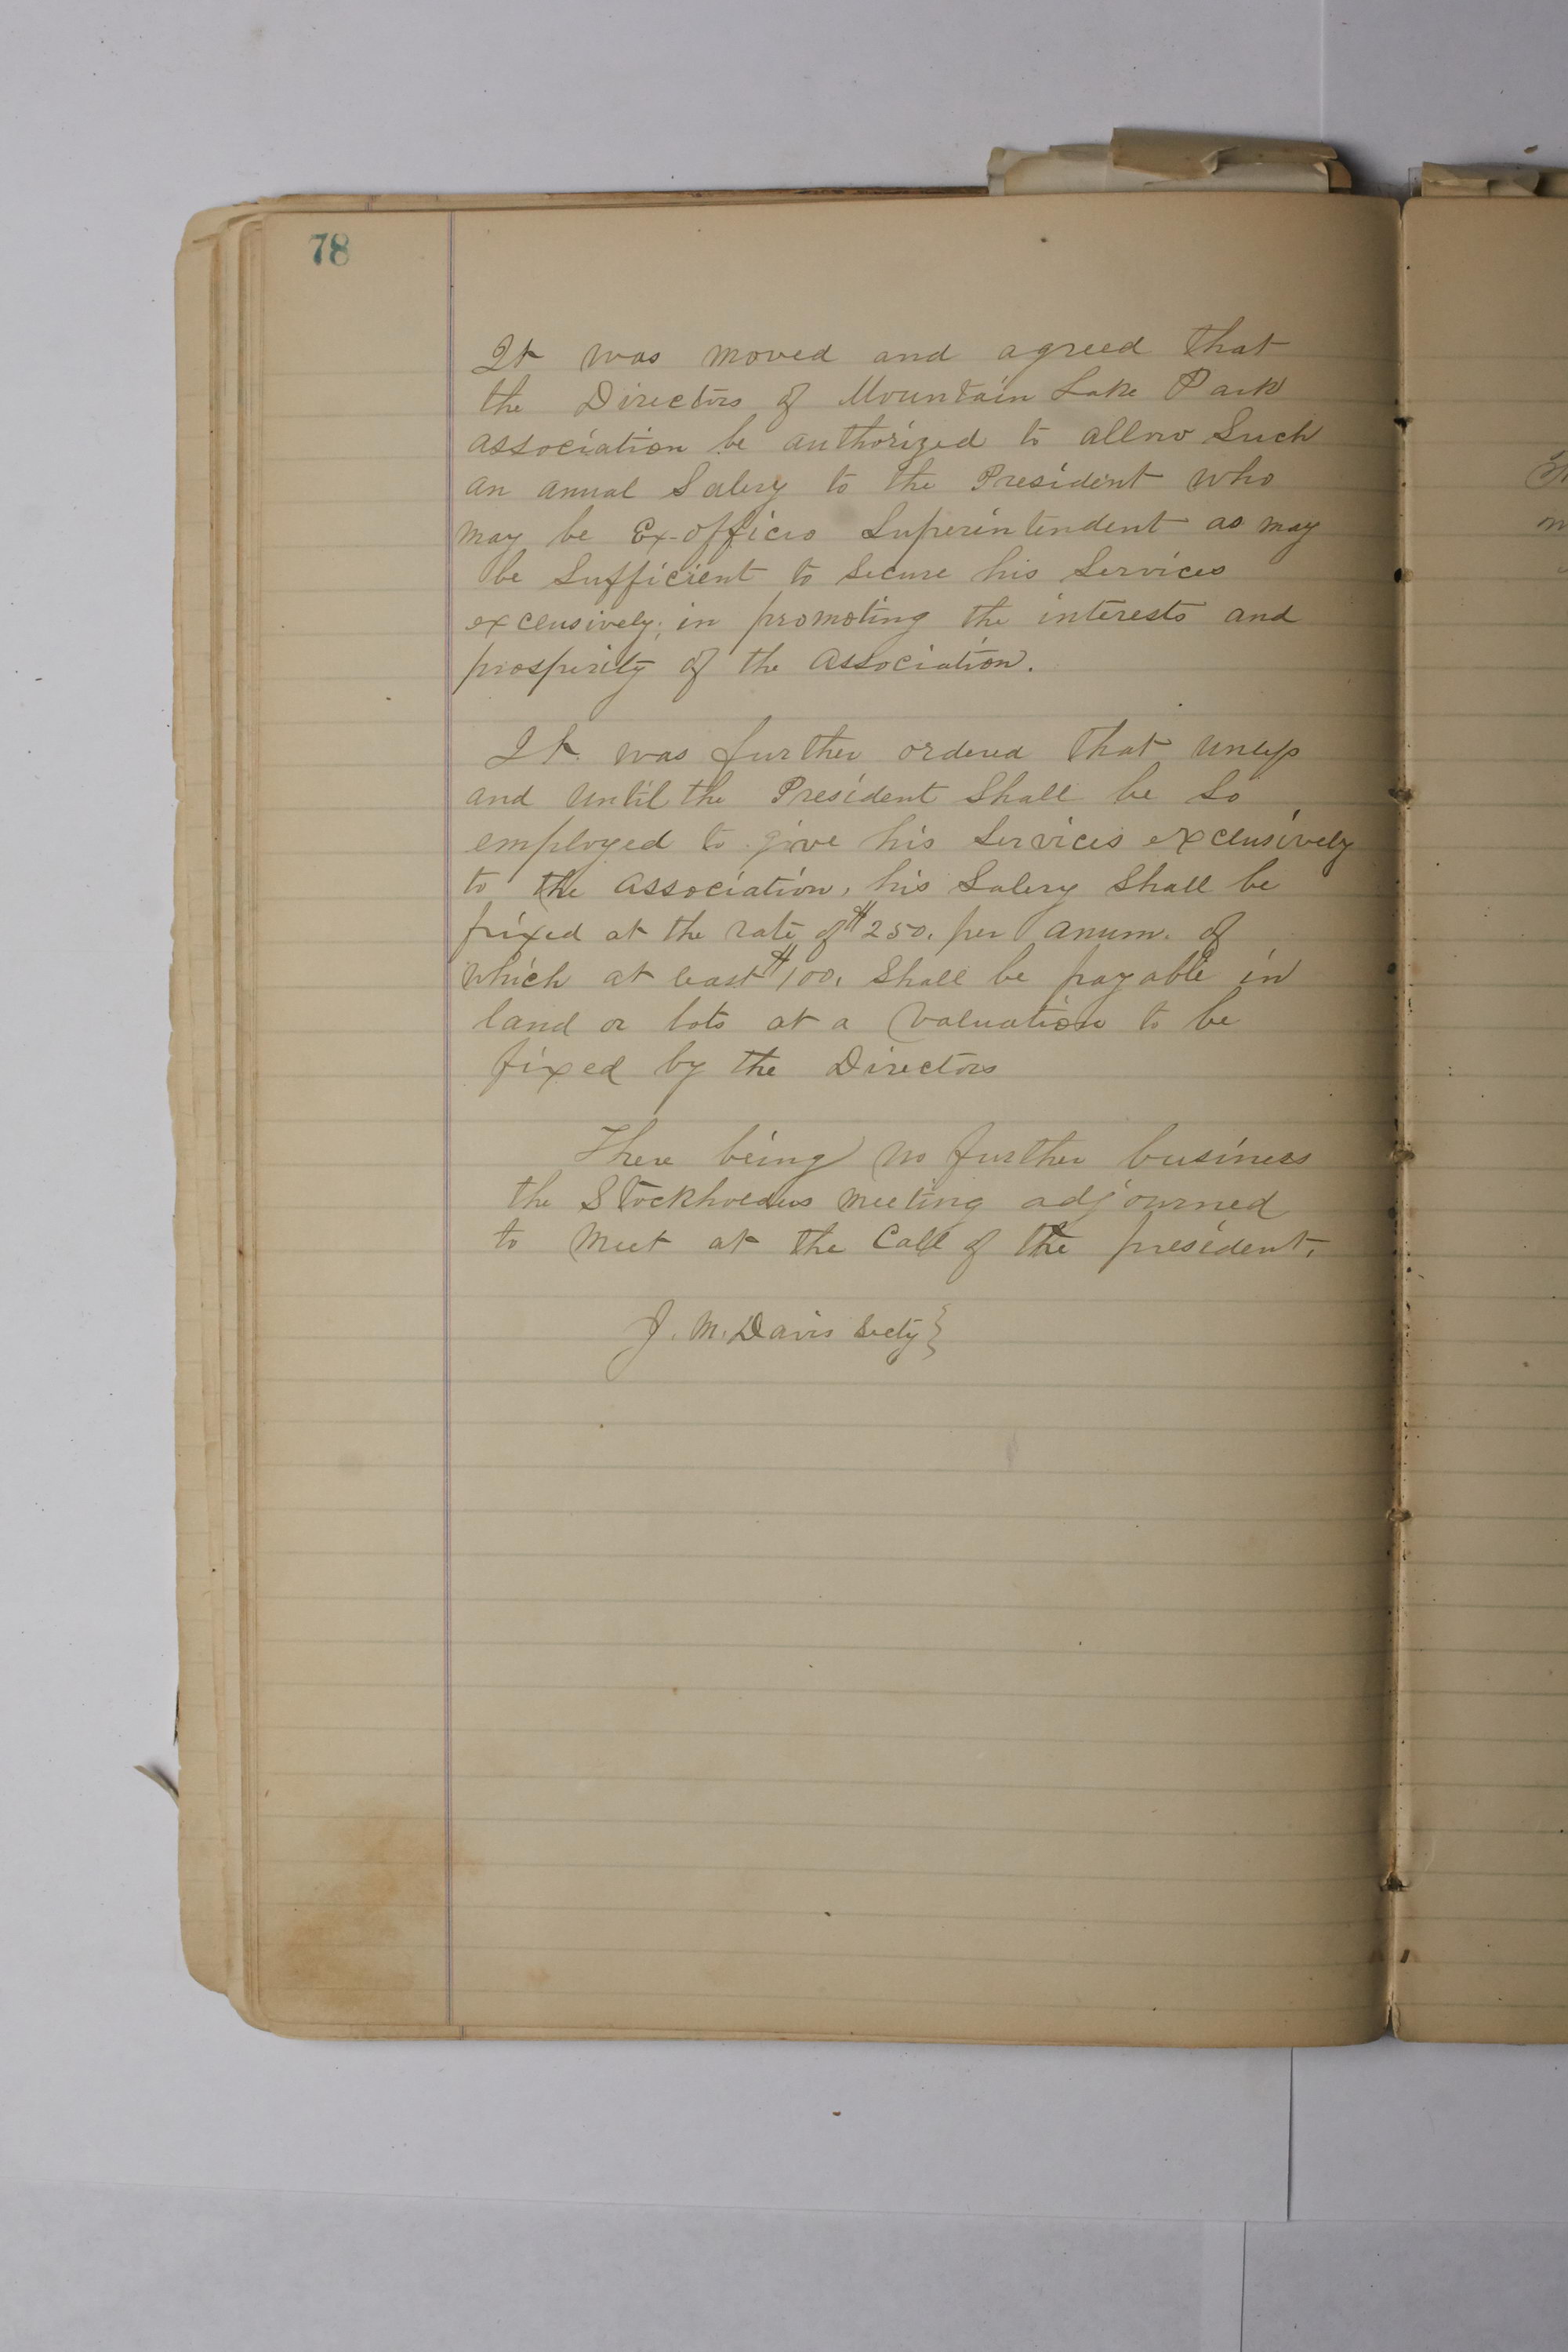 78
It was moved and agreed that
the Directors of Mountain Lake Park
association be authorized to allow Such
an anual Salery to the President who
may be Ex-officio Superintendent as may
be Sufficient to secure his Services
exclusively; in promoting the interests and
prosperity of the association.
It was further ordered that unless
and until the President Shall be So
employed to give his Services exclusively
to the association, his Salery Shall be
fixed at the rate of $250. per anum. of
which at least $100. Shall be payable in
land or lots at a valuation to be
fixed by the Directors
There being no further business
the Stockholders meeting adjourned
to meet at the Call of the president.
J. M. Davis Secty}